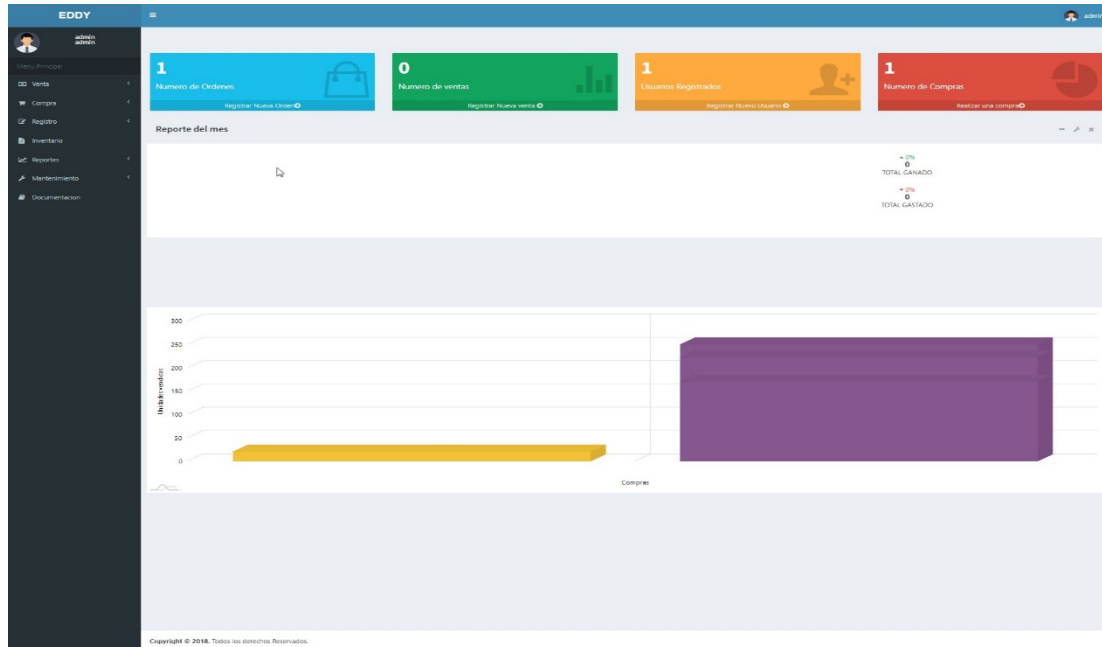 EDDY
admin
admin
admin
Menu Principal
Venta
Compra
Registro
Inventario
Reportes
Mantenimiento
Documentacion
1
Numero de Ordenes
Registrar Nueva Orden
0
Numero de ventas
Registrar Nueva venta
1
Usuarios Registrados
Registrar Nuevo Usuario
1
Numero de Compras
Realizar una compra
Reporte del mes
0%
0
TOTAL GANADO
0%
0
TOTAL GASTADO
300
250
200
150
100
50
0
Unidades vendidas
Compras
Copyright © 2018. Todos los derechos Reservados.